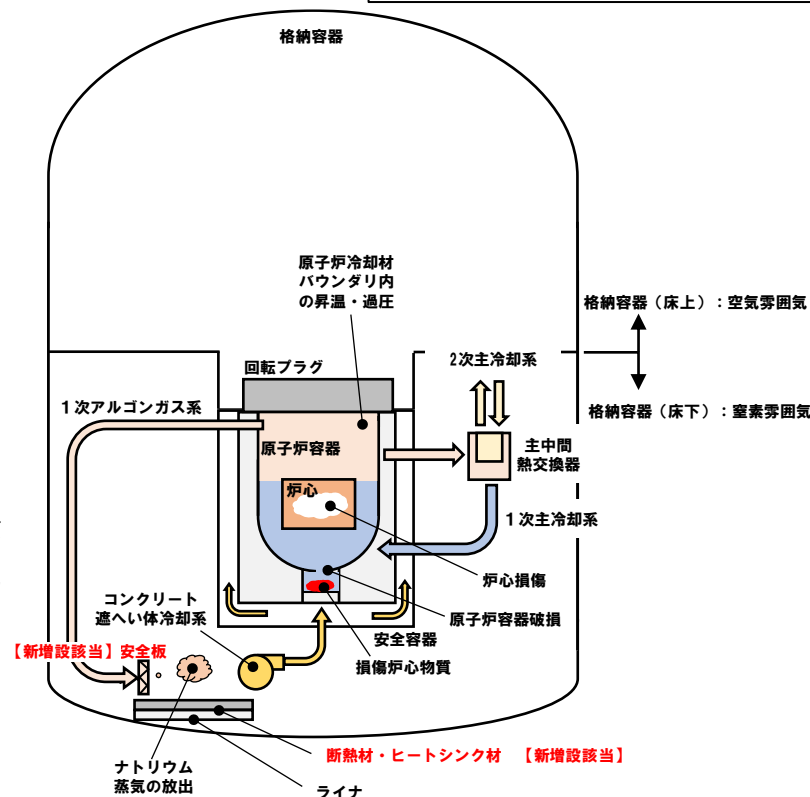 格納容器
原子炉冷却材
バウンダリ内
の昇温・過圧
格納容器（床上）：空気雰囲気
2次主冷却系
回転プラグ
１次アルゴンガス系
格納容器（床下）：窒素雰囲気
原子炉容器
主中間
熱交換器
炉心
１次主冷却系
炉心損傷
コンクリート
遮へい体冷却系
原子炉容器破損
安全容器
【新増設該当】安全板
損傷炉心物質
断熱材・ヒートシンク材　【新増設該当】
ナトリウム
蒸気の放出
ライナ